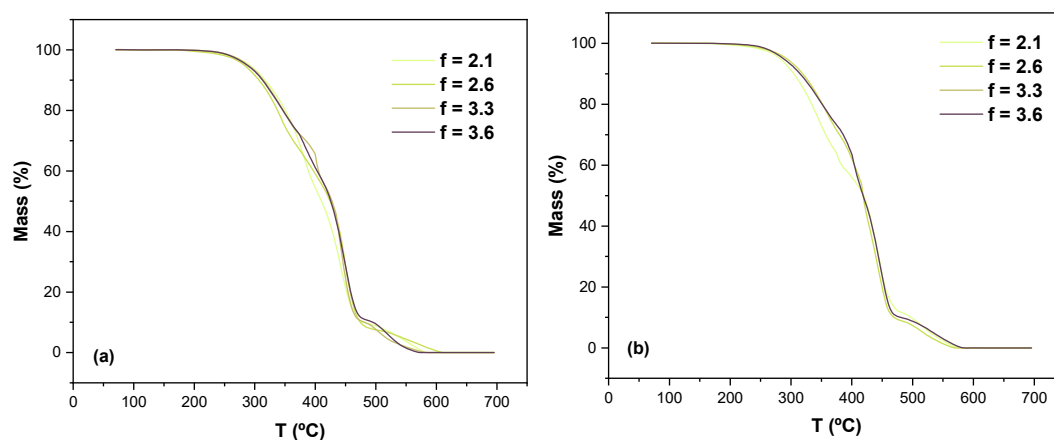 100
80
60
40
20
0
Mass (%)
f = 2.1
f = 2.6
f = 3.3
f = 3.6
(a)
0 100 200 300 400 500 600 700
T (ºC)
100
80
60
40
20
0
Mass (%)
f = 2.1
f = 2.6
f = 3.3
f = 3.6
(b)
0 100 200 300 400 500 600 700
T (ºC)